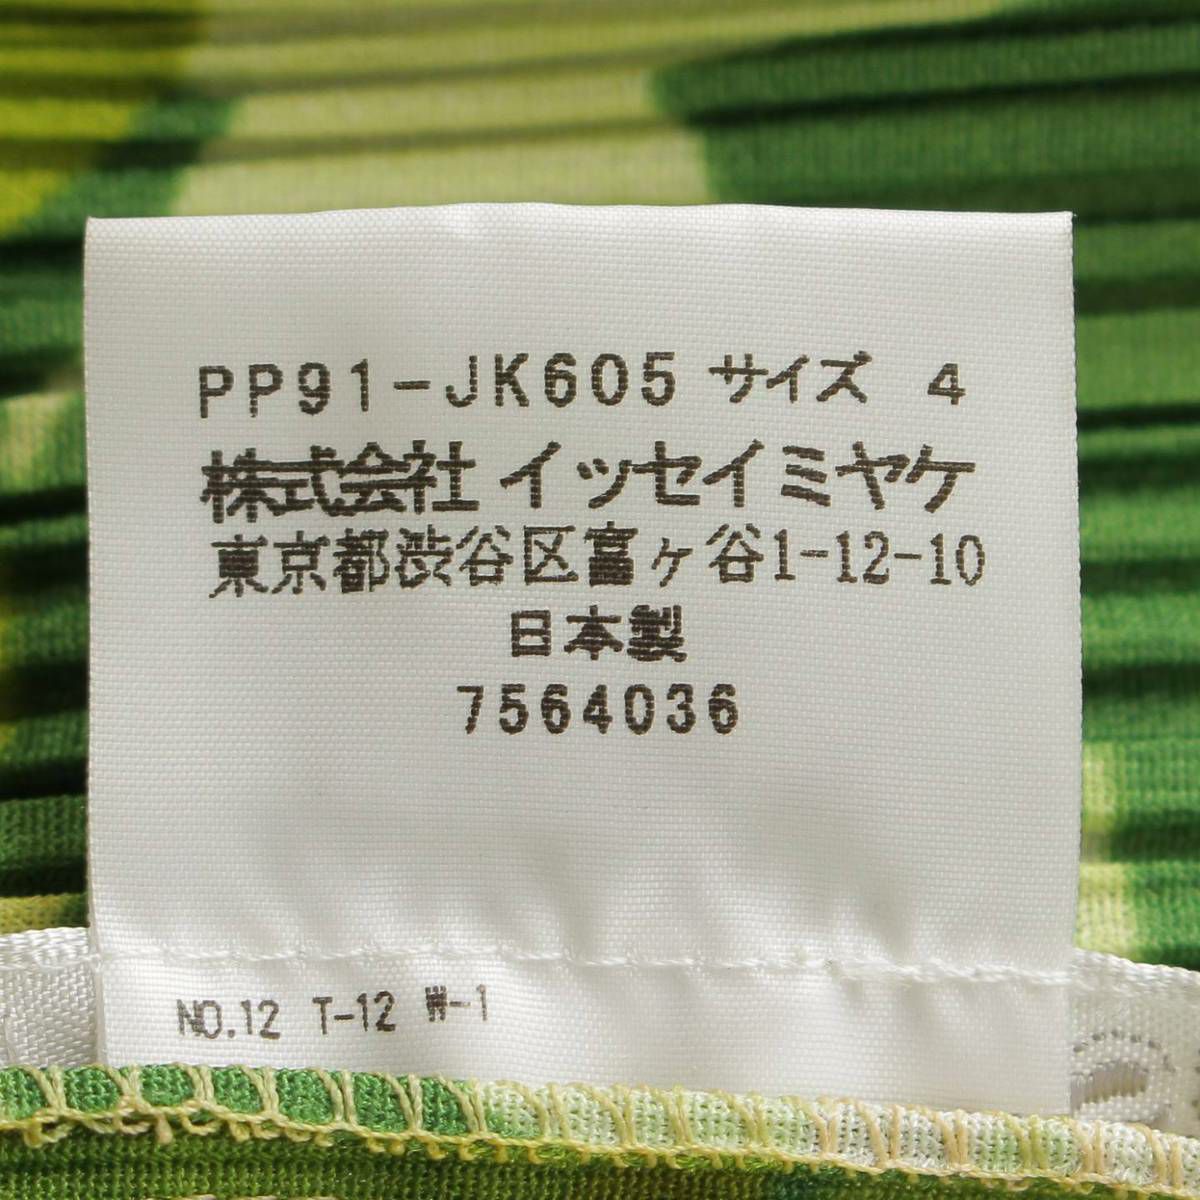 PP91-JK605 サイズ 4
株式会社 イッセイミヤケ
東京都渋谷区富ヶ谷1-12-10
日本製
7564036
NO.12 T-12 W-1